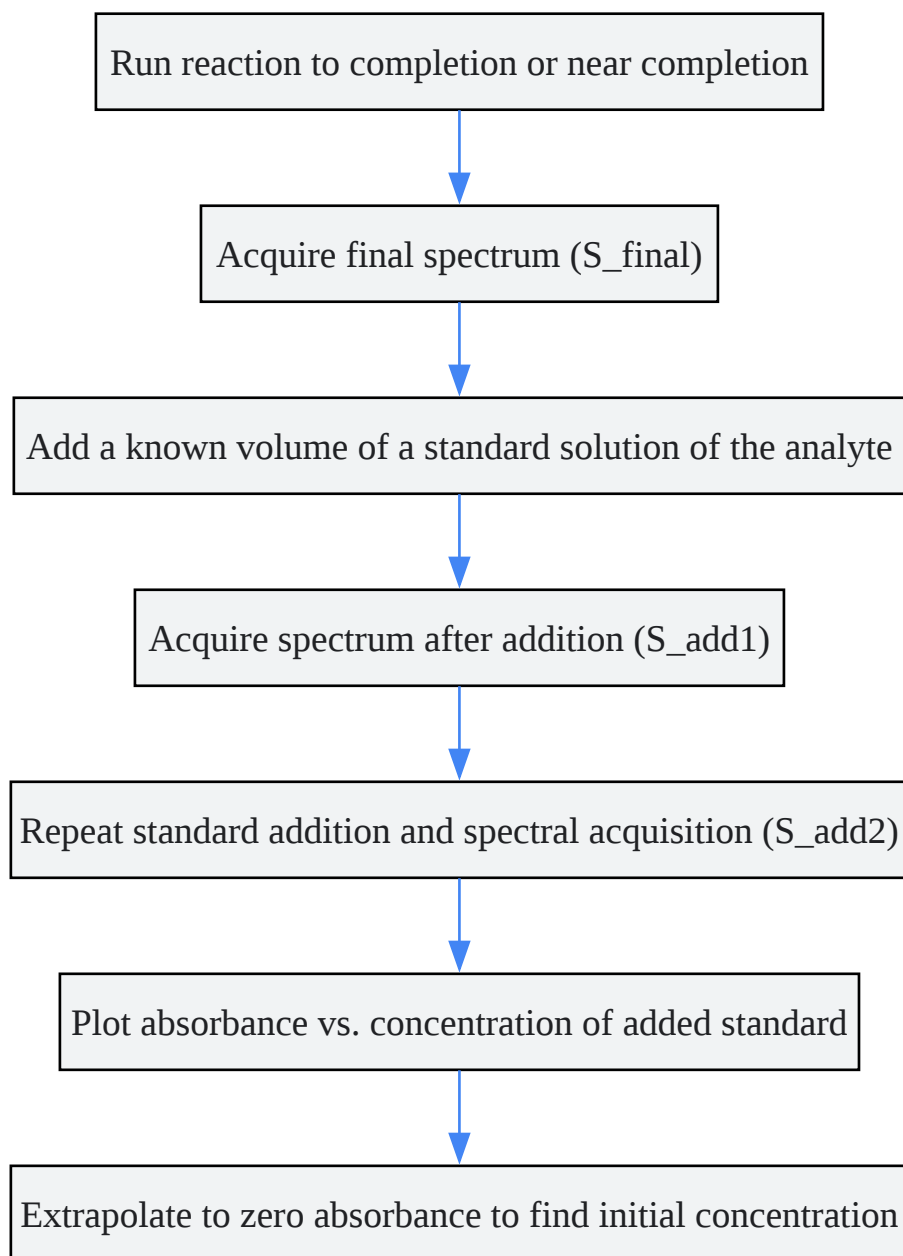 Run reaction to completion or near completion
Acquire final spectrum (S_final)
Add a known volume of a standard solution of the analyte
Acquire spectrum after addition (S_add1)
Repeat standard addition and spectral acquisition (S_add2)
Plot absorbance vs. concentration of added standard
Extrapolate to zero absorbance to find initial concentration